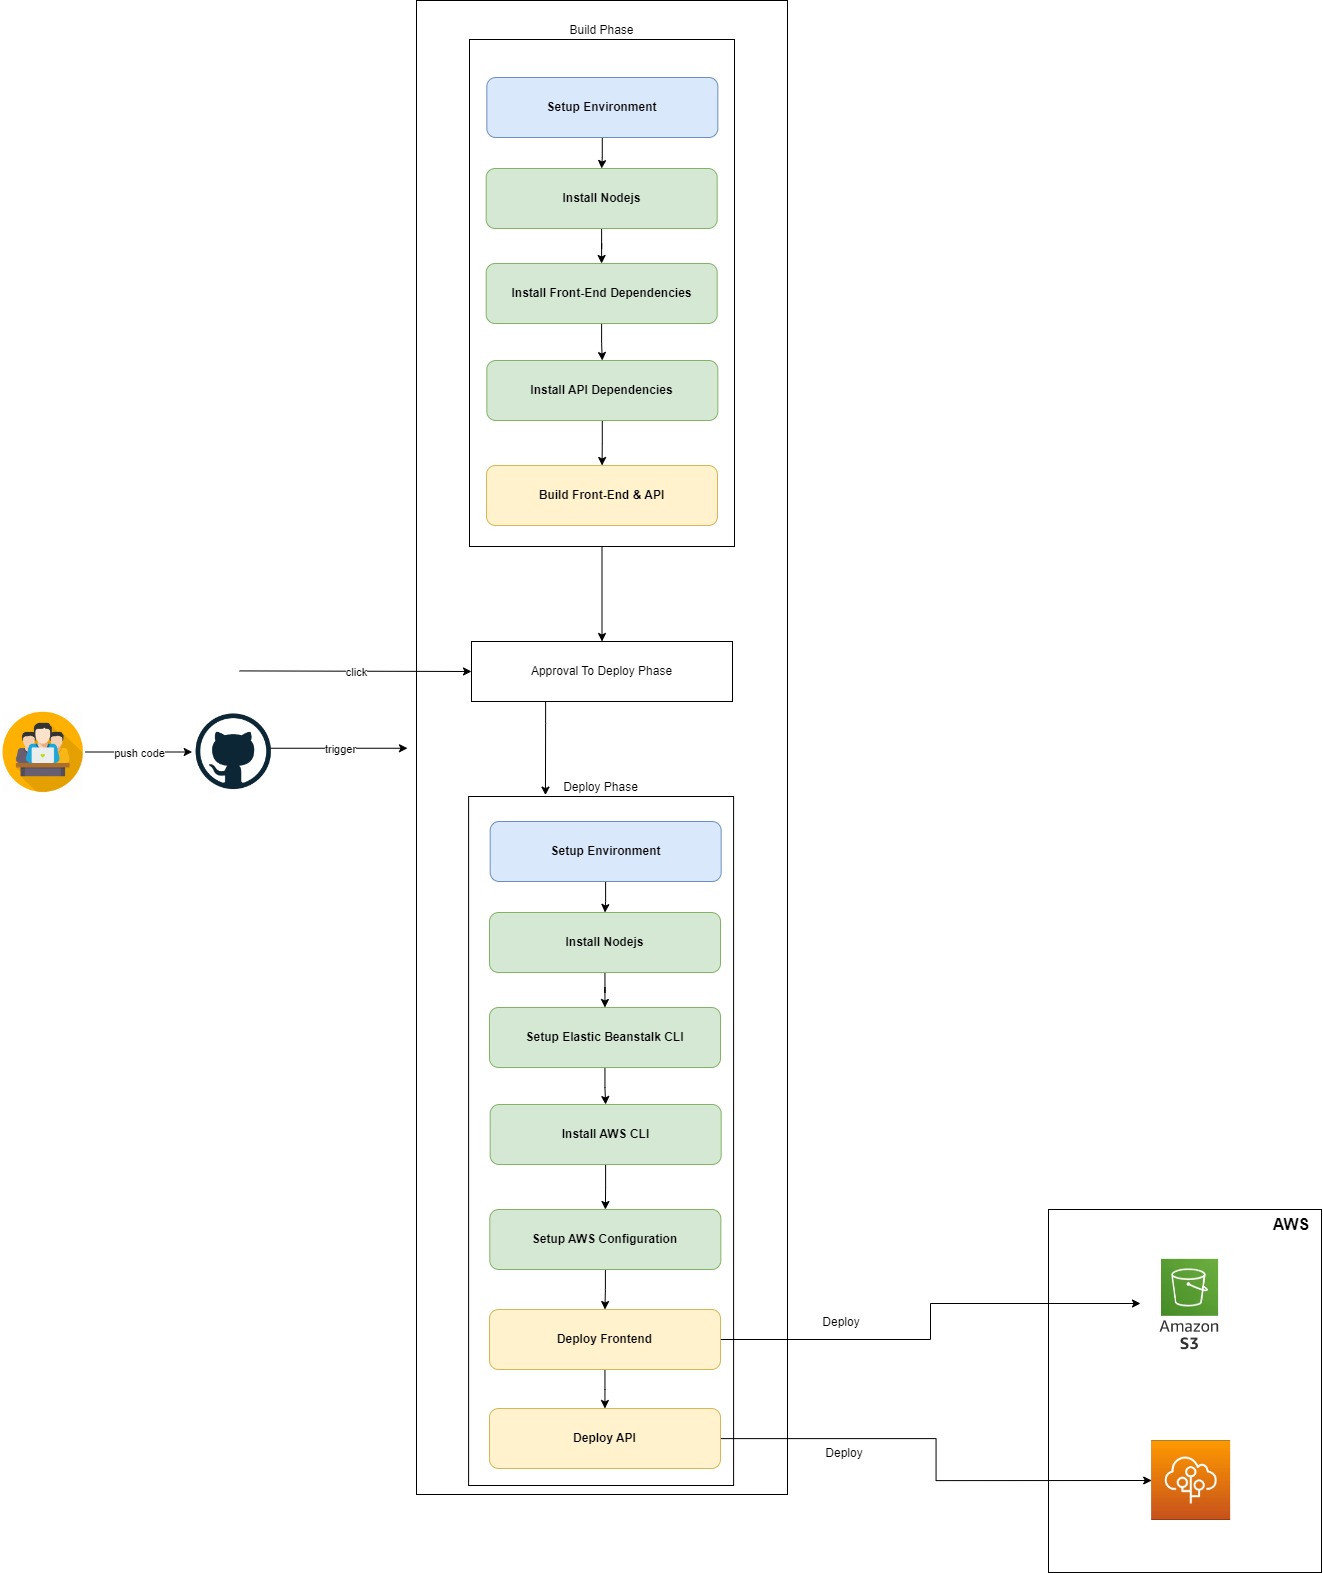 Build Phase
Setup Environment
Install Nodejs
Install Front-End Dependencies
Install API Dependencies
Build Front-End & API
click
Approval To Deploy Phase
push code
trigger
Deploy Phase
Setup Environment
Install Nodejs
Setup Elastic Beanstalk CLI
Install AWS CLI
Setup AWS Configuration
Deploy Frontend
Deploy API
Deploy
Deploy
AWS
Amazon
S3